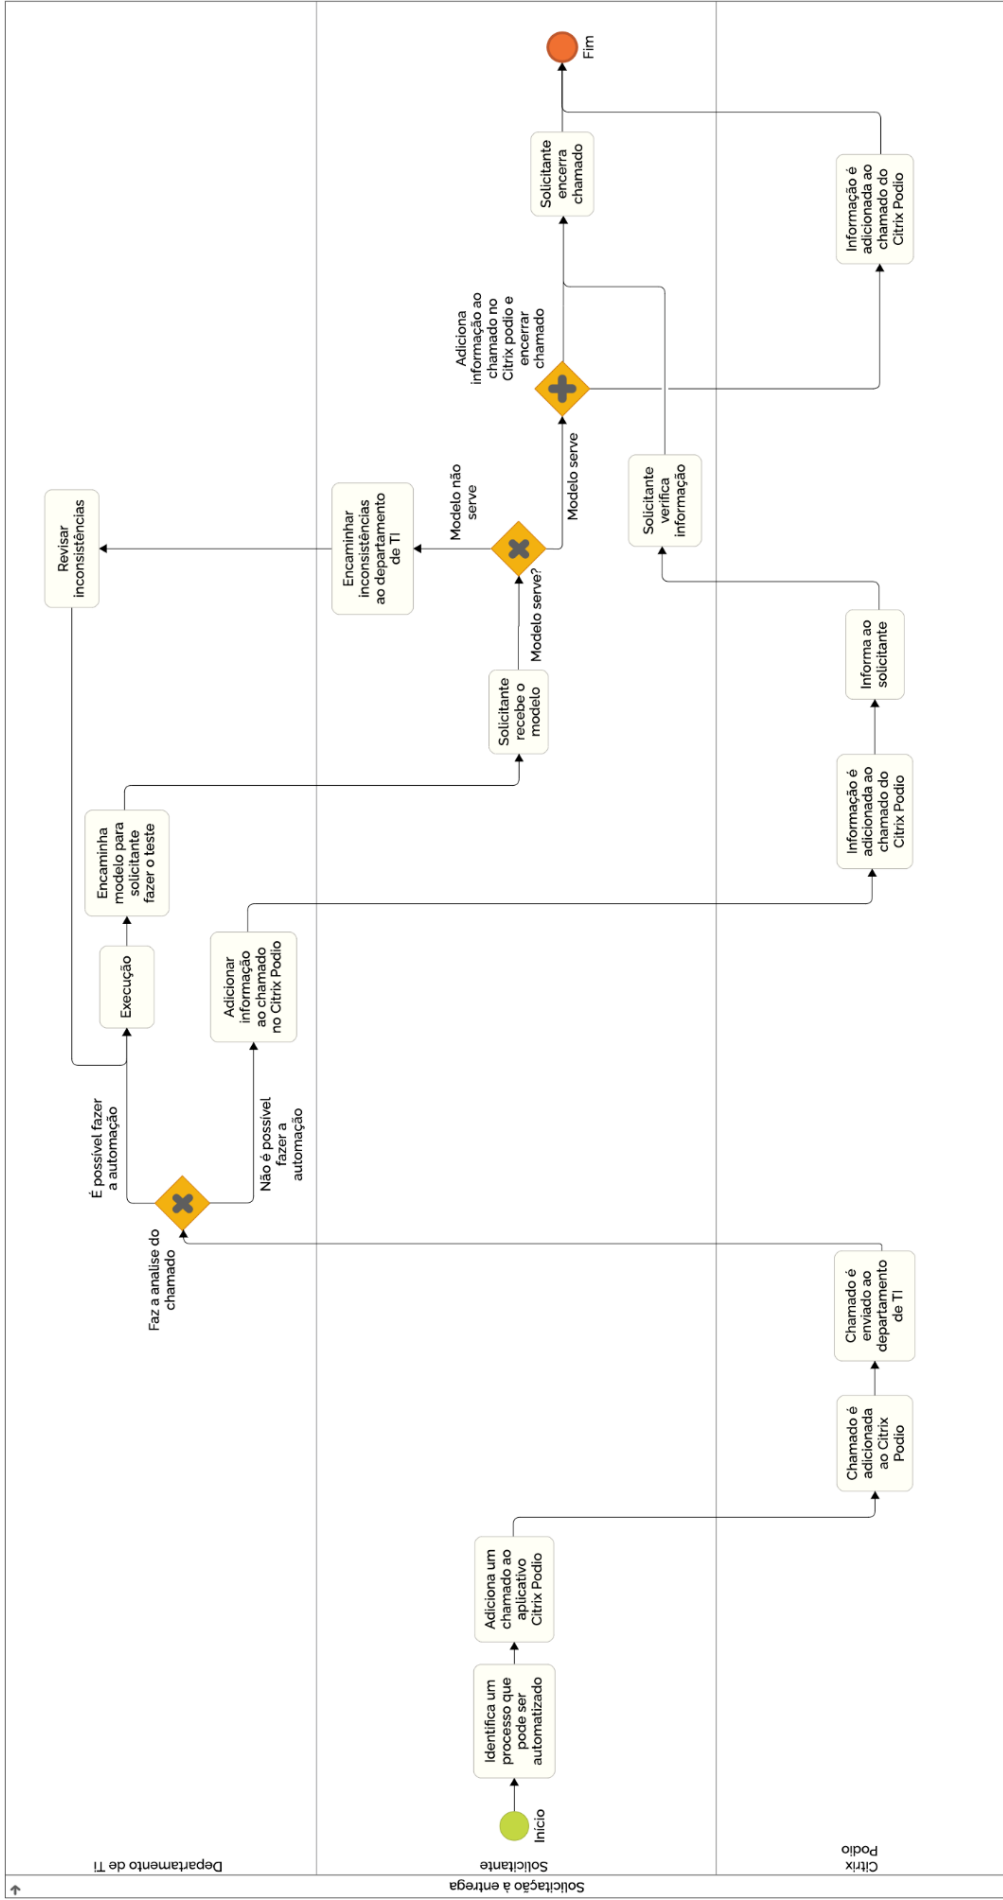 Solicitação à entrega
Departamento de Ti
Solicitante
Citrix
Podio
Início
Identifica um
processo que
pode ser
automatizado
Adiciona um
chamado ao
aplicativo
Citrix Podio
Chamado é
adicionada
ao Citrix
Podio
Chamado é
enviado ao
departamento
de TI
Faz a analise do
chamado
É possível fazer
a automação
Não é possível
fazer a
automação
Execução
Adicionar
informação
ao chamado
no Citrix Podio
Encaminha
modelo para
solicitante
fazer o teste
Informação é
adicionada ao
chamado do
Citrix Podio
Informa ao
solicitante
Solicitante
recebe o
modelo
Modelo serve?
Modelo não
serve
Modelo serve
Encaminhar
inconsistências
ao departamento
de TI
Revisar
inconsistências
Solicitante
verifica
informação
Adiciona
informação ao
chamado no
Citrix podio e
encerrar
chamado
Solicitante
encerra
chamado
Informação é
adicionada ao
chamado do
Citrix Podio
Fim